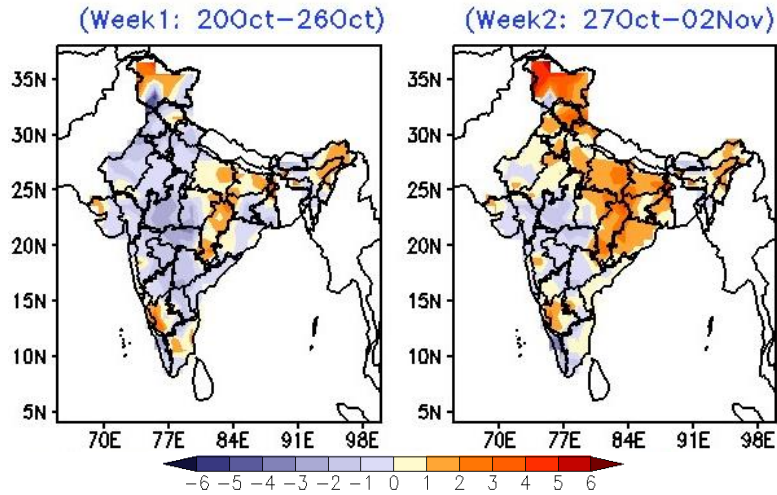 (Week1: 20Oct-26Oct) (Week2: 27Oct-02Nov)
35N 35N
30N 30N
25N 25N
20N 20N
15N 15N
10N 10N
5N 5N
70E 77E 84E 91E 98E 70E 77E 84E 91E 98E
-6 -5 -4 -3 -2 -1 0 1 2 3 4 5 6